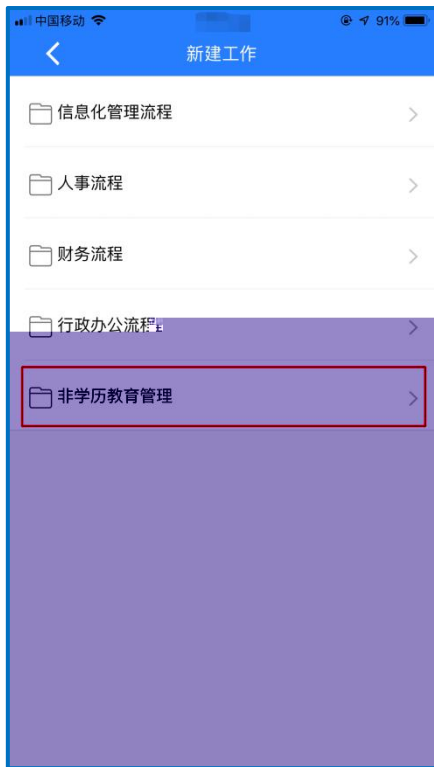 中国移动 91%
新建工作
信息化管理流程
人事流程
财务流程
行政办公流程
非学历教育管理